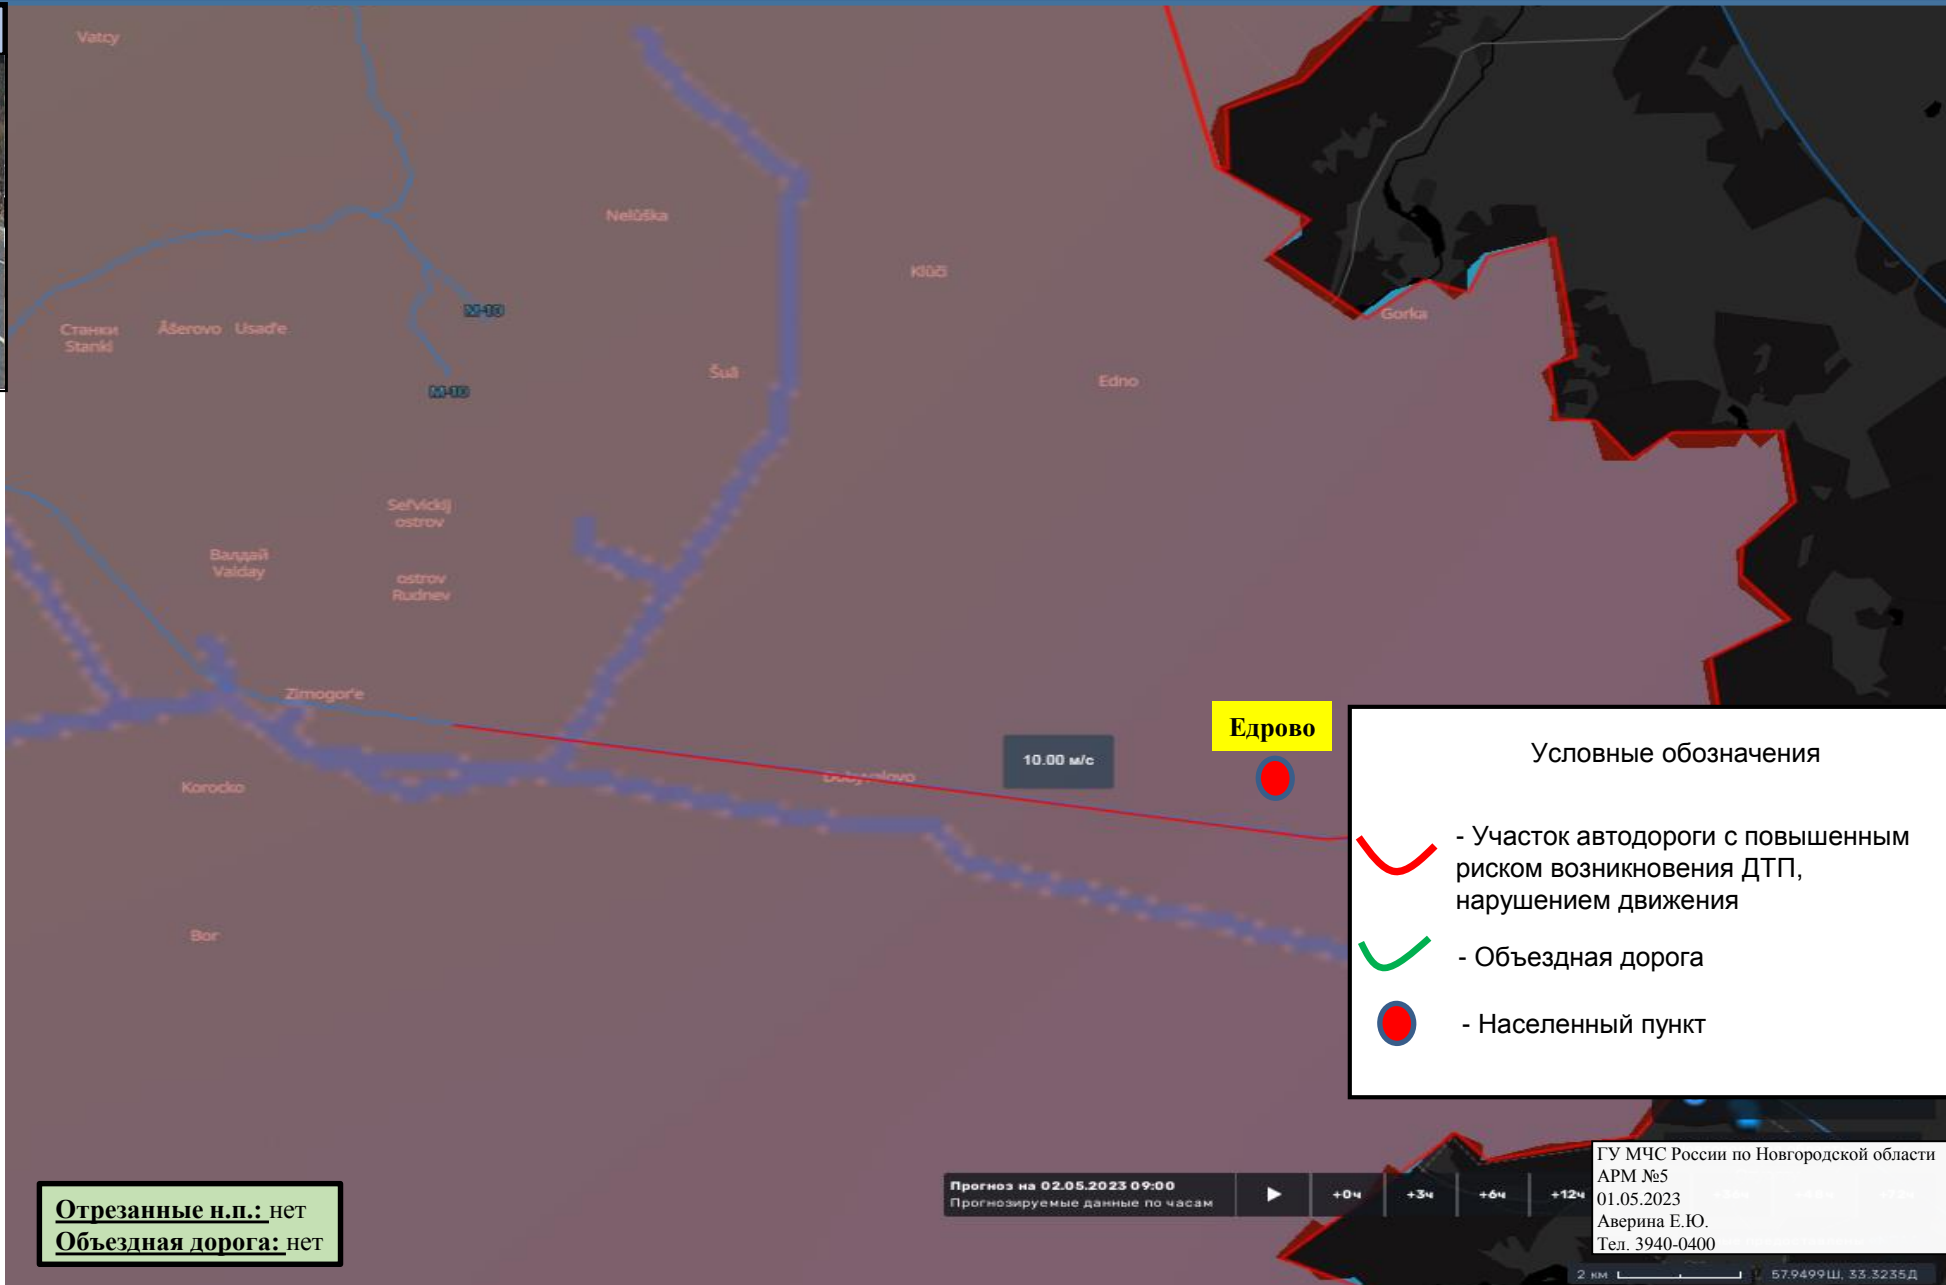 Vatcy
Nelûška
Klûči
M-10
Gorka
Станки
Stanki
Âŝerovo Usad'e
Šuâ
Edno
M-10
Sel'vickij
ostrov
Валдай
Valday
ostrov
Rudnev
Zimogor'e
Едрово
10.00 м/с
Dobyvalovo
Korocko
Bor
Условные обозначения
- Участок автодороги с повышенным
риском возникновения ДТП,
нарушением движения
- Объездная дорога
- Населенный пункт
Отрезанные н.п.: нет
Объездная дорога: нет
Прогноз на 02.05.2023 09:00
Прогнозируемые данные по часам
+0ч +3ч +6ч +12ч
ГУ МЧС России по Новгородской области
АРМ №5
01.05.2023
Аверина Е.Ю.
Тел. 3940-0400
2 км 57.9499Ш, 33.3235Д